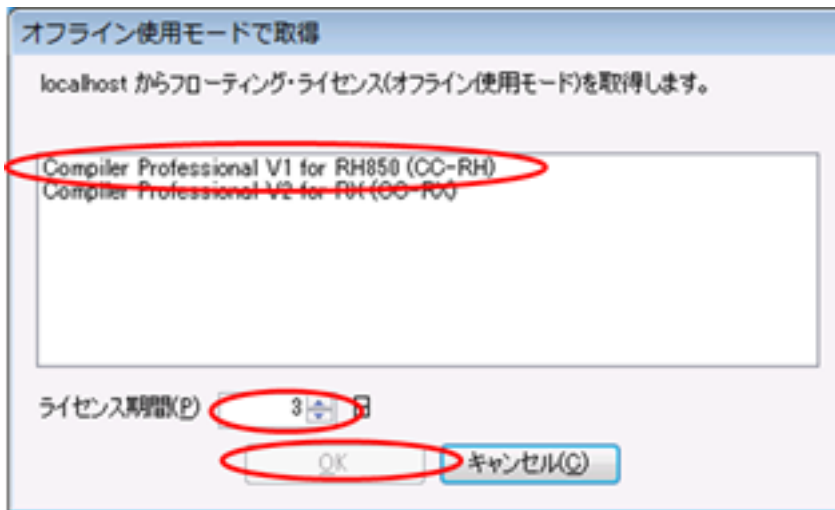 オフライン使用モードで取得
localhost からフローティング・ライセンス(オフライン使用モード)を取得します。
Compiler Professional V1 for RH850 (CC-RH)
Compiler Professional V2 for RX (CC-RX)
ライセンス期間(P) 3 日
OK キャンセル(C)